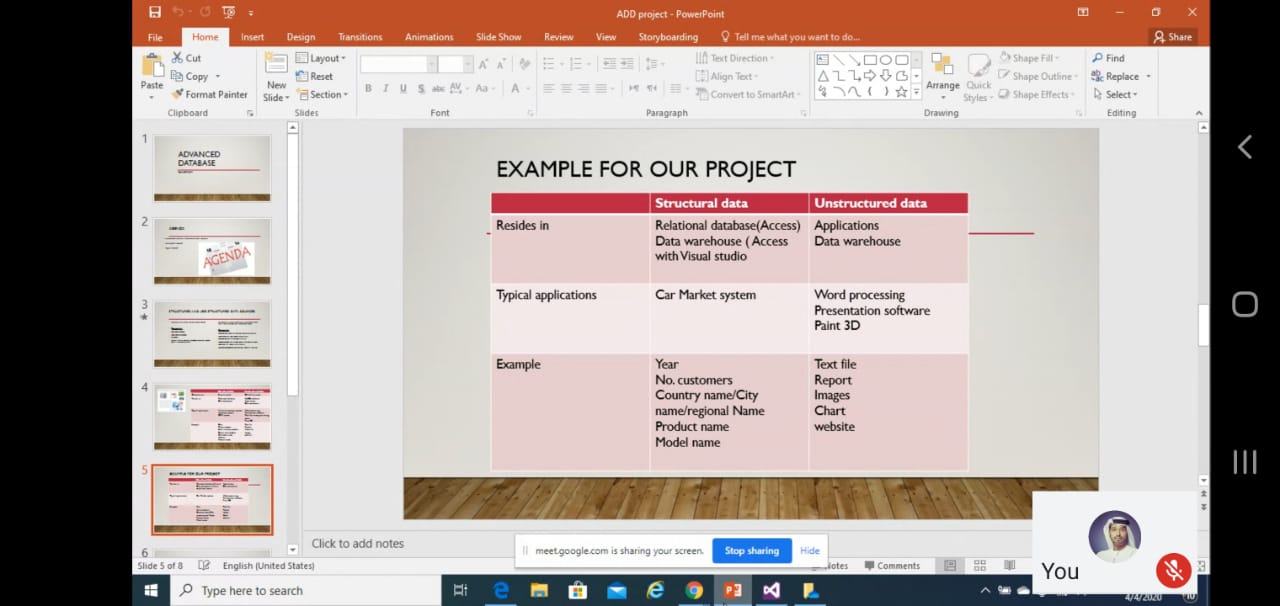 ADD project - PowerPoint
File Home Insert Design Transitions Animations Slide Show Review View Storyboarding Tell me what you want to do... Share
Paste
Cut
Copy
Format Painter
Clipboard
New Slide
Layout
Reset
Section
Slides
B I U S abc AV Aa A
Font
Text Direction
Align Text
Convert to SmartArt
Paragraph
Arrange
Quick Styles
Shape Fill
Shape Outline
Shape Effects
Drawing
Find
Replace
Select
Editing
1
ADVANCED
DATABASE
2
AGENDA
3
4
5
EXAMPLE FOR OUR PROJECT
6
EXAMPLE FOR OUR PROJECT
Structural data Unstructured data
Resides in
Relational database(Access)
Data warehouse ( Access
with Visual studio
Applications
Data warehouse
Typical applications
Car Market system
Word processing
Presentation software
Paint 3D
Example
Year
No. customers
Country name/City
name/regional Name
Product name
Model name
Text file
Report
Images
Chart
website
Click to add notes
meet.google.com is sharing your screen. Stop sharing Hide
You
Slide 5 of 8 English (United States) Notes Comments
Type here to search
4/4/2020